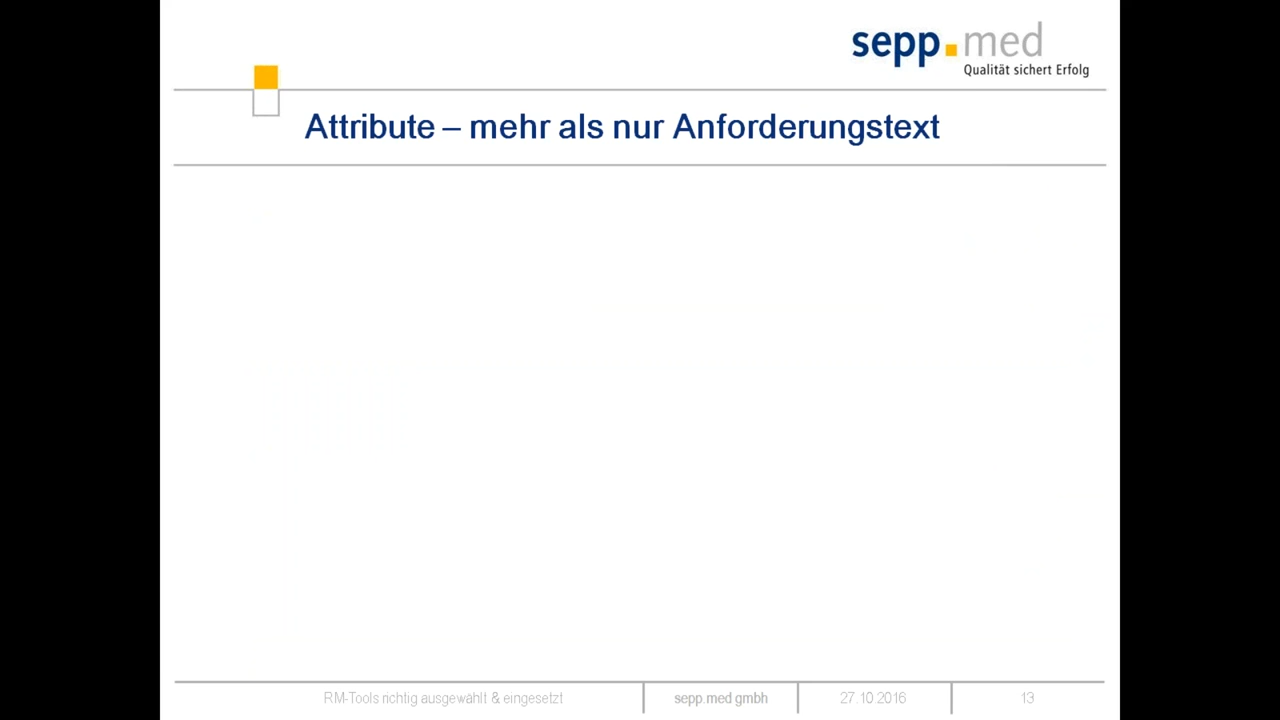 sepp.med
Qualität sichert Erfolg
Attribute – mehr als nur Anforderungstext
RM-Tools richtig ausgewählt & eingesetzt
sepp.med gmbh
27.10.2016
13